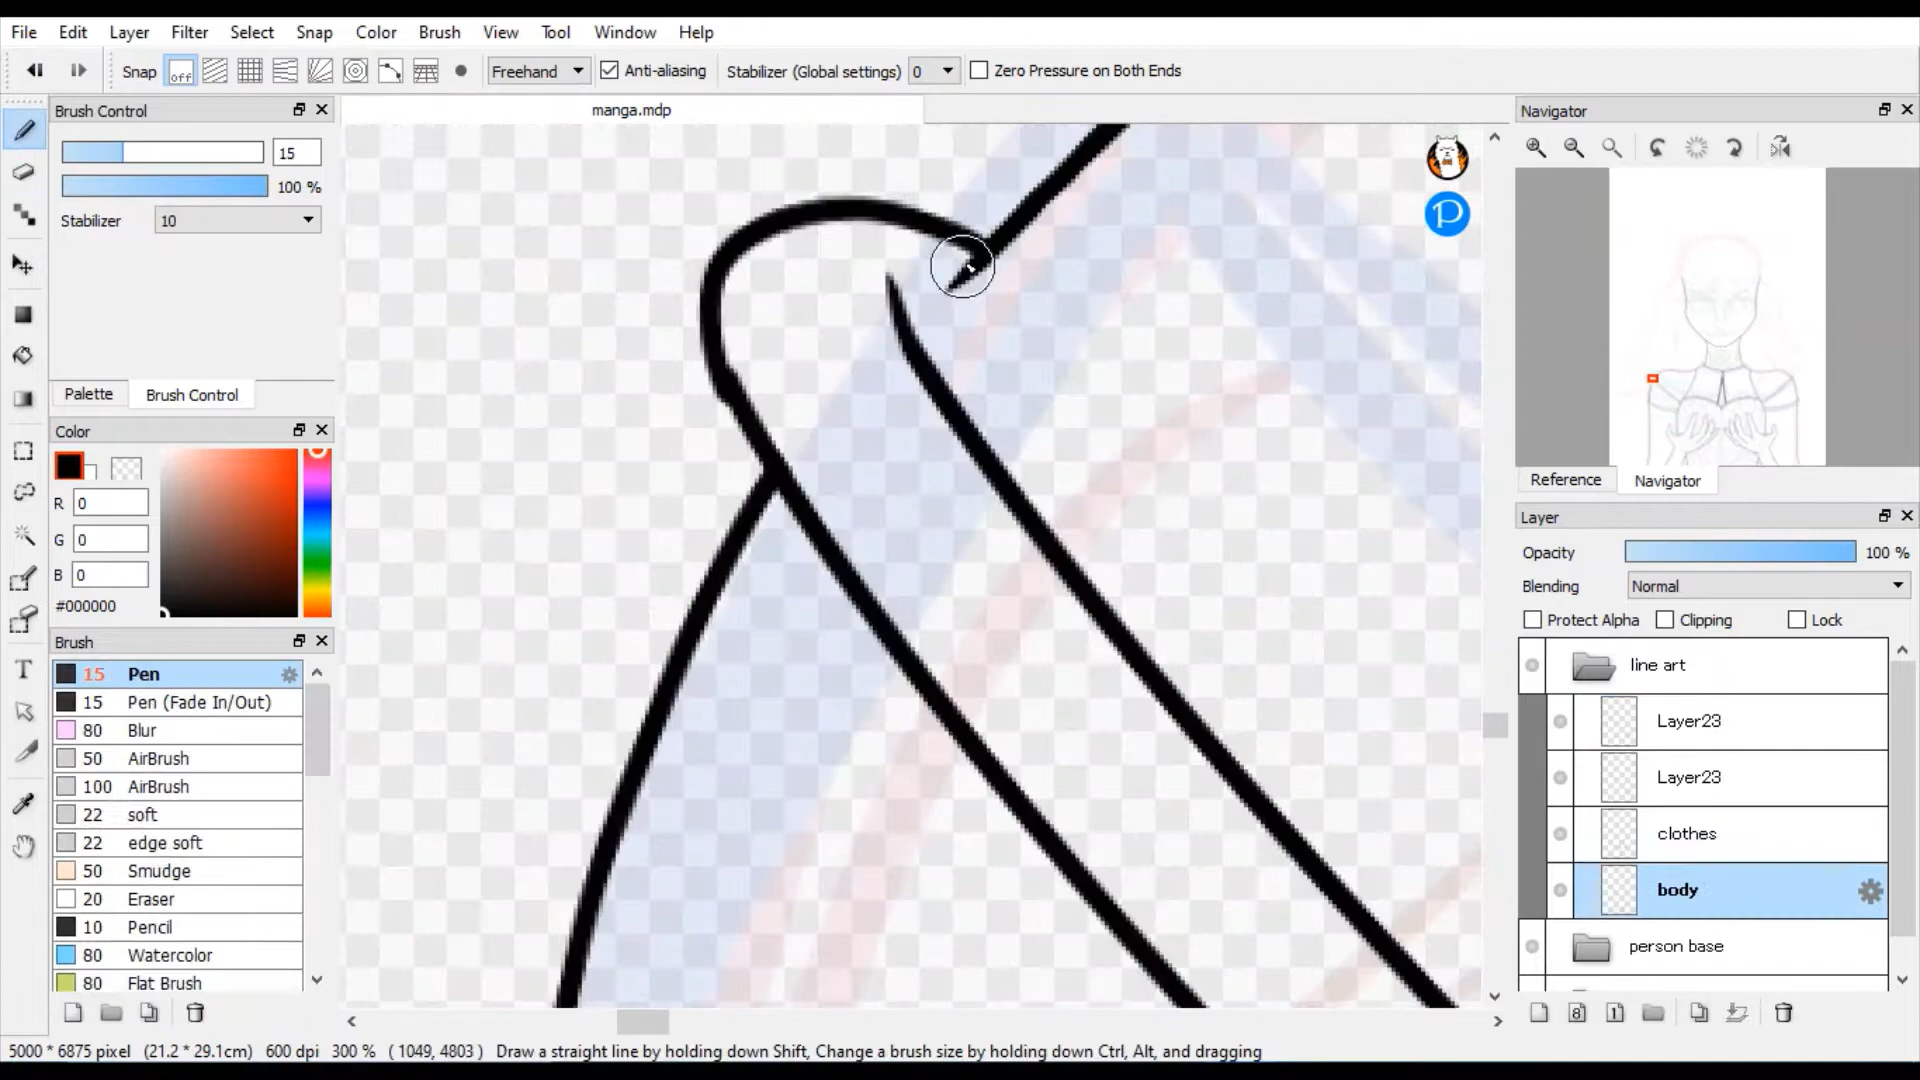 File Edit Layer Filter Select Snap Color Brush View Tool Window Help
Snap off Freehand Anti-aliasing Stabilizer (Global settings) 0 Zero Pressure on Both Ends
Brush Control
manga.mdp
Navigator
15
100 %
Stabilizer 10
Palette Brush Control
Color
R 0
G 0
B 0
#000000
Brush
15 Pen
15 Pen (Fade In/Out)
80 Blur
50 AirBrush
100 AirBrush
22 soft
22 edge soft
50 Smudge
20 Eraser
10 Pencil
80 Watercolor
80 Flat Brush
T
P
Reference Navigator
Layer
Opacity 100 %
Blending Normal
Protect Alpha Clipping Lock
line art
Layer23
Layer23
clothes
body
person base
8 1
5000 * 6875 pixel (21.2 * 29.1cm) 600 dpi 300 % ( 1049, 4803 ) Draw a straight line by holding down Shift, Change a brush size by holding down Ctrl, Alt, and dragging